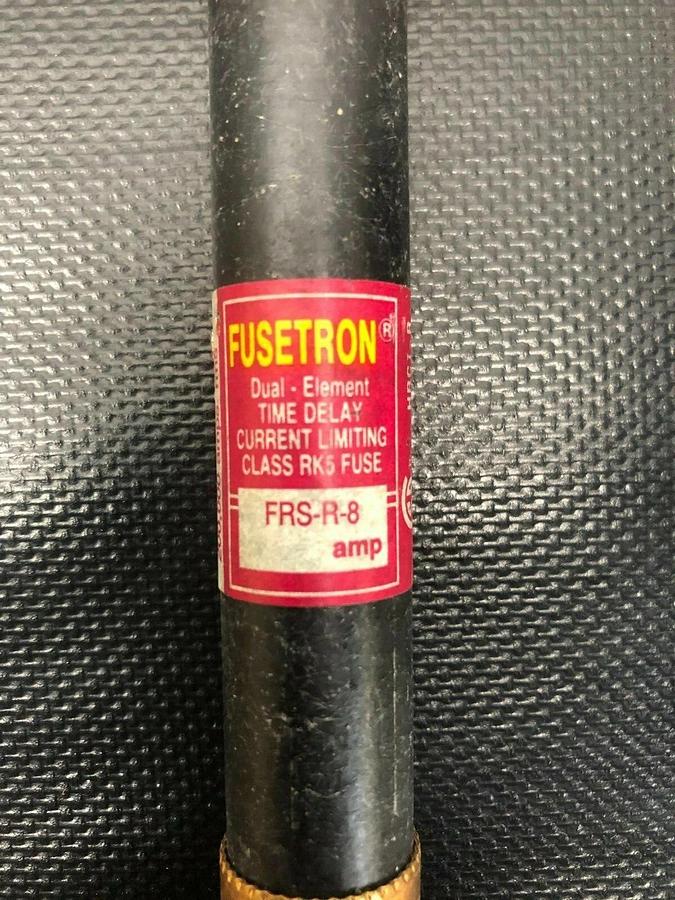 FUSETRON®
Dual - Element
TIME DELAY
CURRENT LIMITING
CLASS RK5 FUSE
FRS-R-8
amp